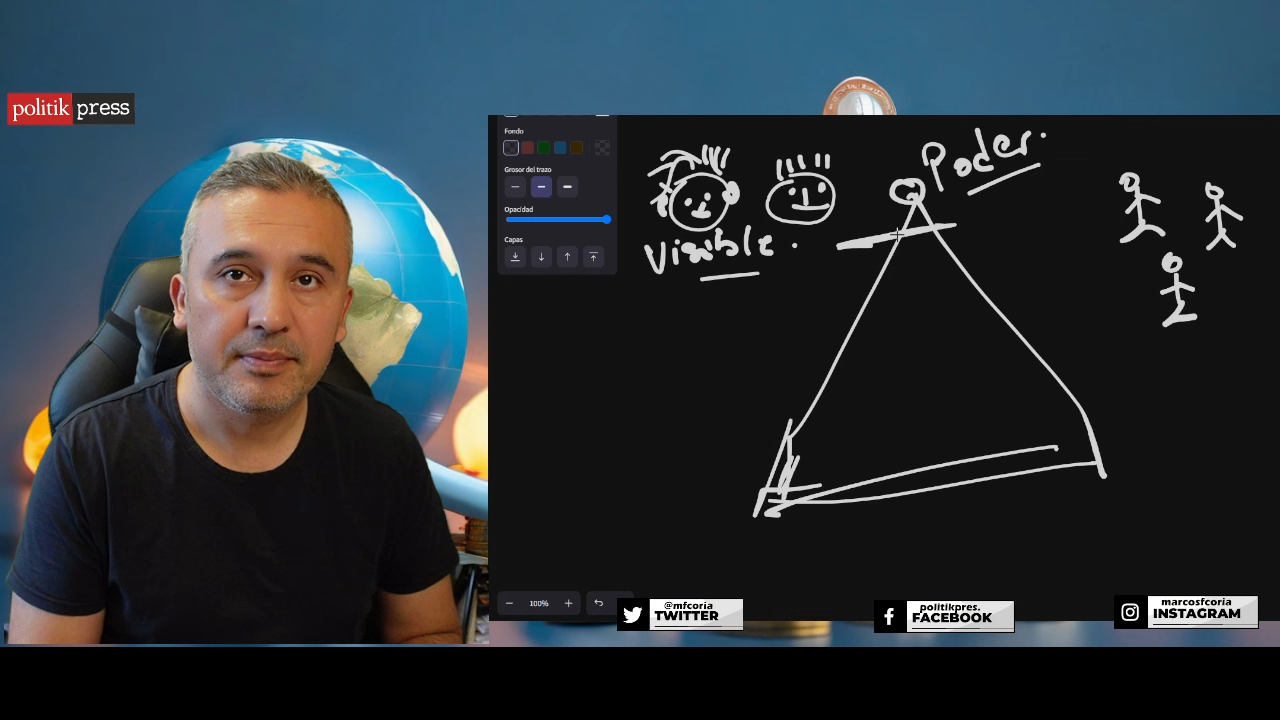 politik press
Fondo
Grosor del trazo
Opacidad
Capas
Poder.
Visible.
100%
@mfcoria
TWITTER
politikpres.
FACEBOOK
marcosfcoria
INSTAGRAM